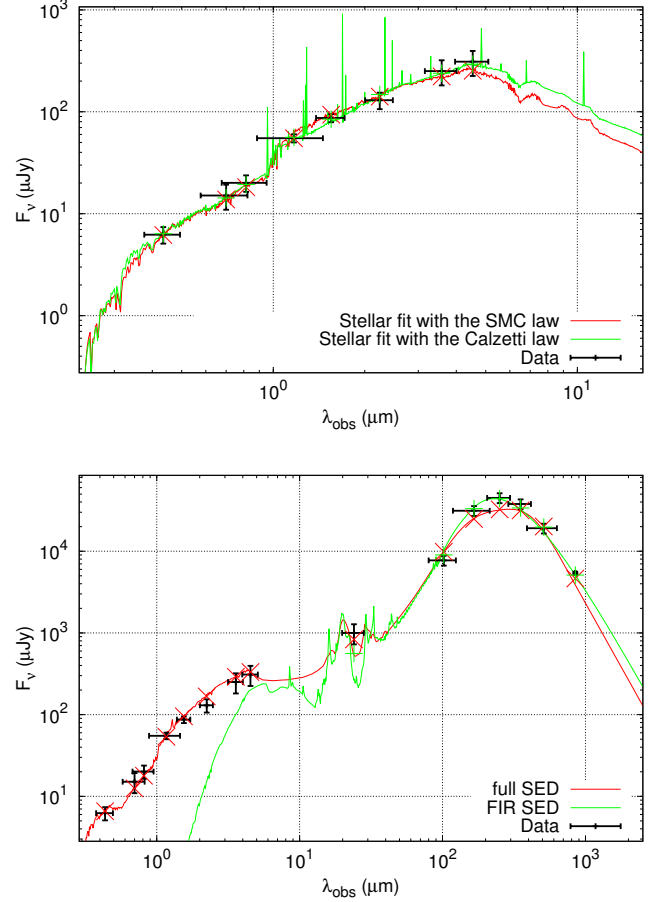 10³
10²
10¹
10⁰
F_ν (μJy)
Stellar fit with the SMC law
Stellar fit with the Calzetti law
Data
10⁰
10¹
λ_obs (μm)
10⁴
10³
10²
10¹
F_ν (μJy)
full SED
FIR SED
Data
10⁰
10¹
10²
10³
λ_obs (μm)